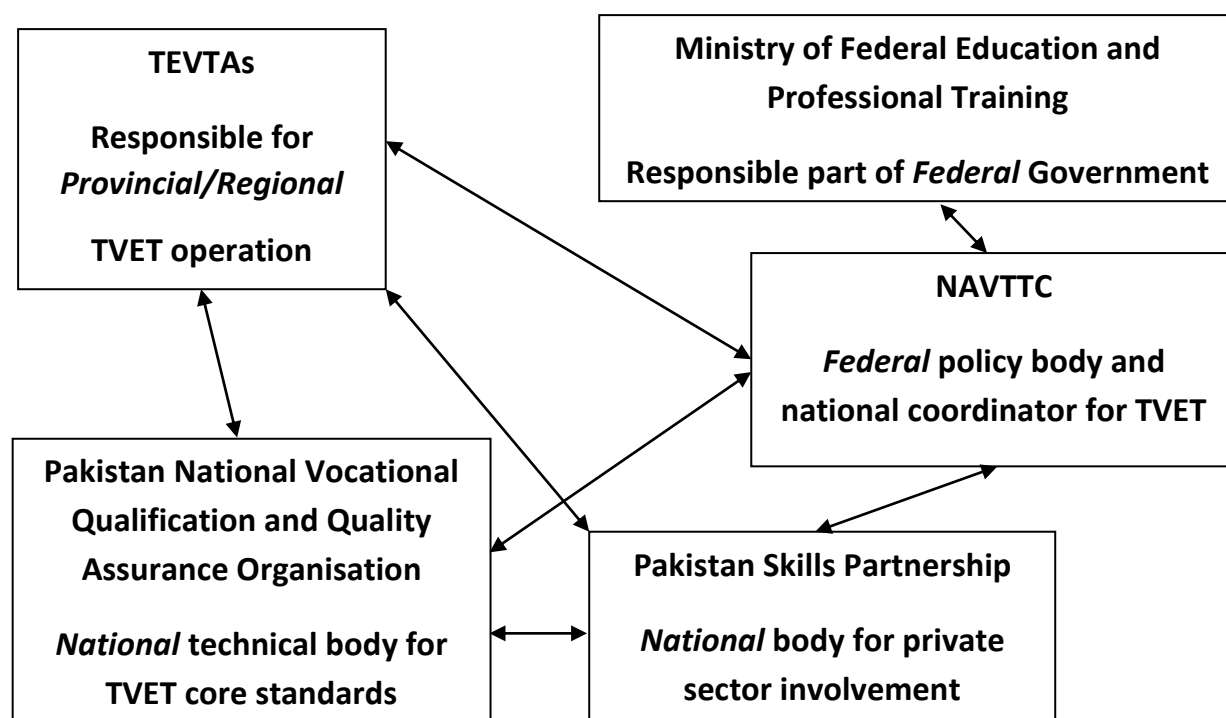 TEVTAs
Responsible for
Provincial/Regional
TVET operation
Ministry of Federal Education and
Professional Training
Responsible part of Federal Government
NAVTTC
Federal policy body and
national coordinator for TVET
Pakistan National Vocational
Qualification and Quality
Assurance Organisation
National technical body for
TVET core standards
Pakistan Skills Partnership
National body for private
sector involvement